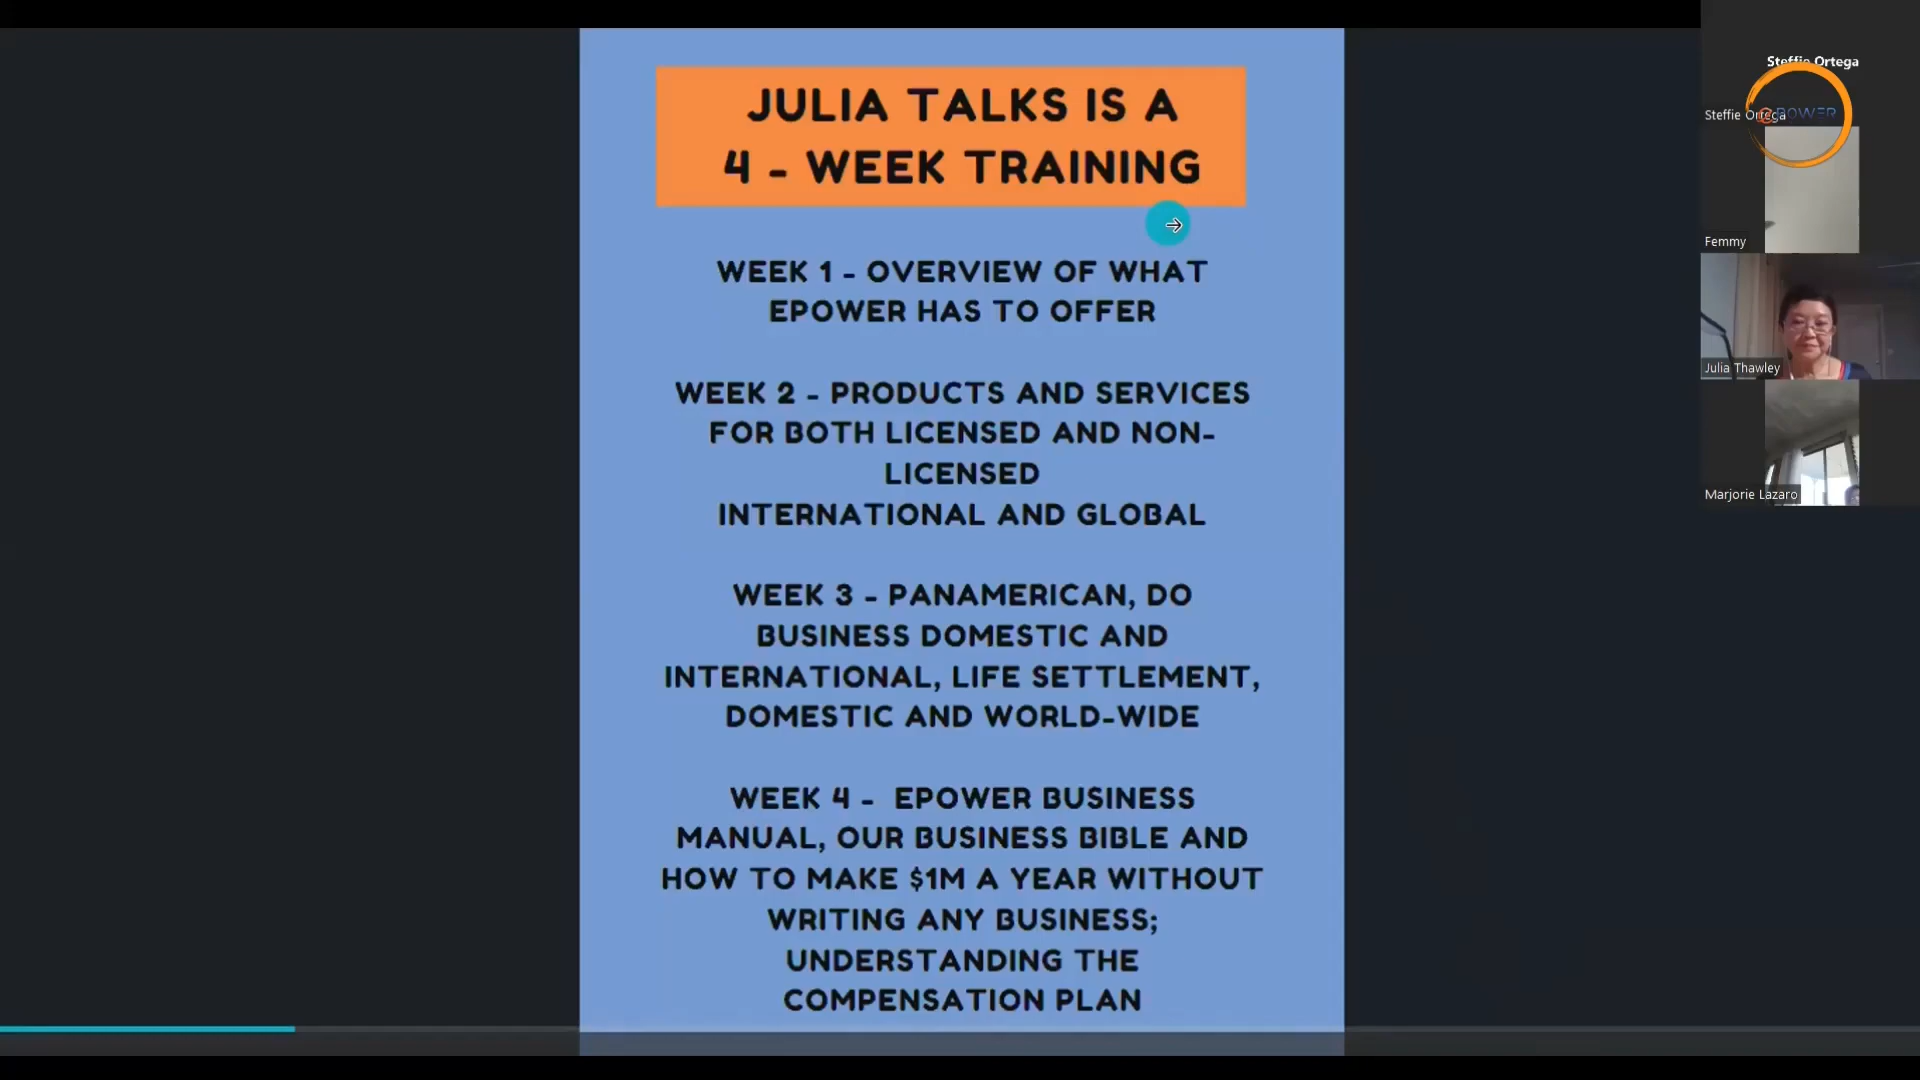 JULIA TALKS IS A
4 - WEEK TRAINING
WEEK 1 - OVERVIEW OF WHAT
EPOWER HAS TO OFFER
WEEK 2 - PRODUCTS AND SERVICES
FOR BOTH LICENSED AND NON-
LICENSED
INTERNATIONAL AND GLOBAL
WEEK 3 - PANAMERICAN, DO
BUSINESS DOMESTIC AND
INTERNATIONAL, LIFE SETTLEMENT,
DOMESTIC AND WORLD-WIDE
WEEK 4 - EPOWER BUSINESS
MANUAL, OUR BUSINESS BIBLE AND
HOW TO MAKE $1M A YEAR WITHOUT
WRITING ANY BUSINESS;
UNDERSTANDING THE
COMPENSATION PLAN
Steffie Ortega
Steffie Ortega
POWER
Femmy
Julia Thawley
Marjorie Lazaro